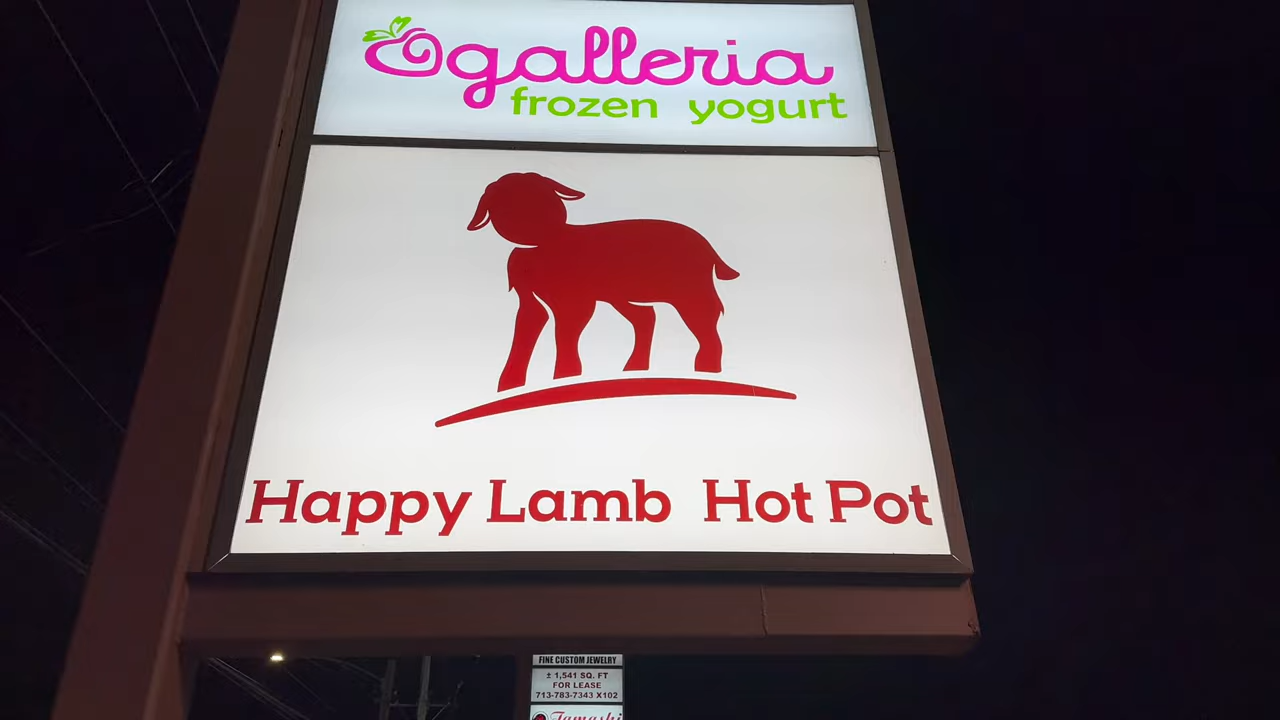 galleria
frozen yogurt
Happy Lamb Hot Pot
FINE CUSTOM JEWELRY
± 1,541 SQ. FT
FOR LEASE
713-783-7343 X102
Tamashi